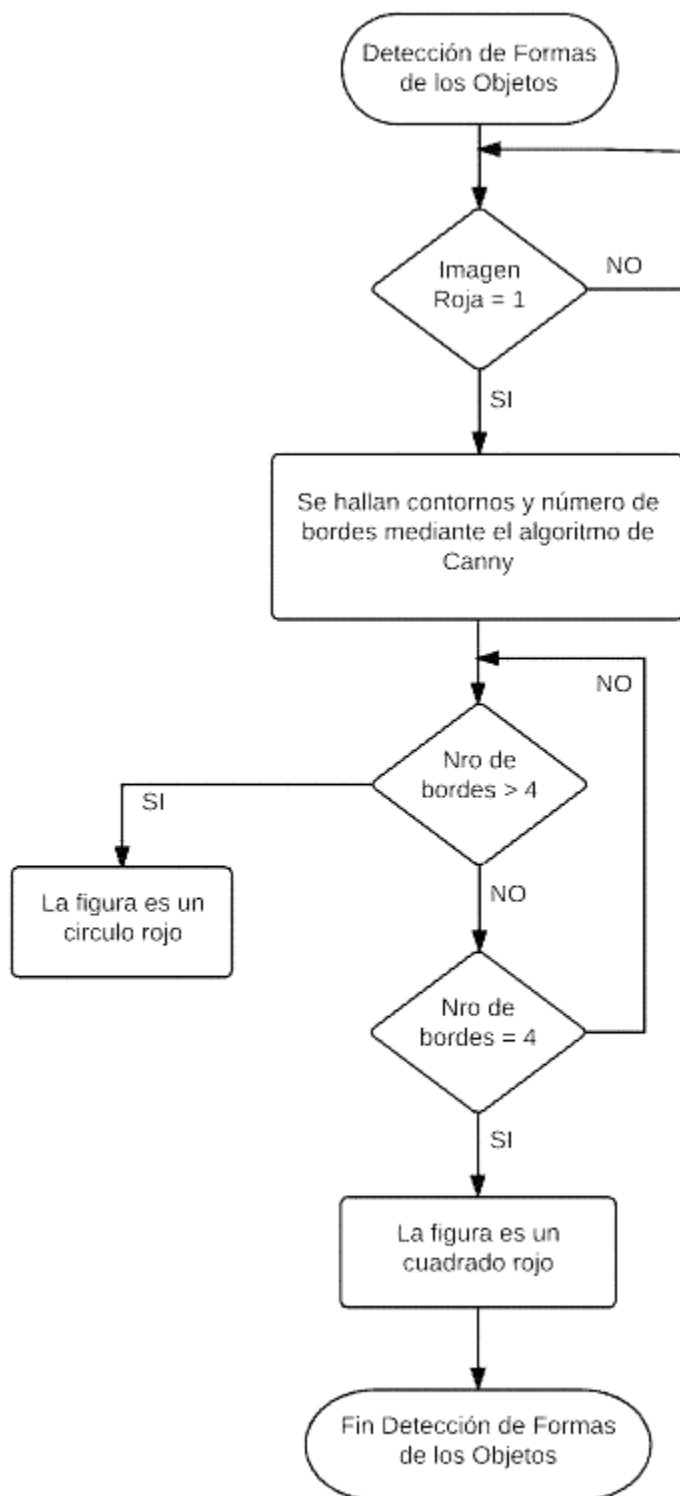 Detección de Formas
de los Objetos
Imagen
Roja = 1
NO
SI
Se hallan contornos y número de
bordes mediante el algoritmo de
Canny
NO
Nro de
bordes > 4
SI
La figura es un
circulo rojo
NO
Nro de
bordes = 4
SI
La figura es un
cuadrado rojo
Fin Detección de Formas
de los Objetos